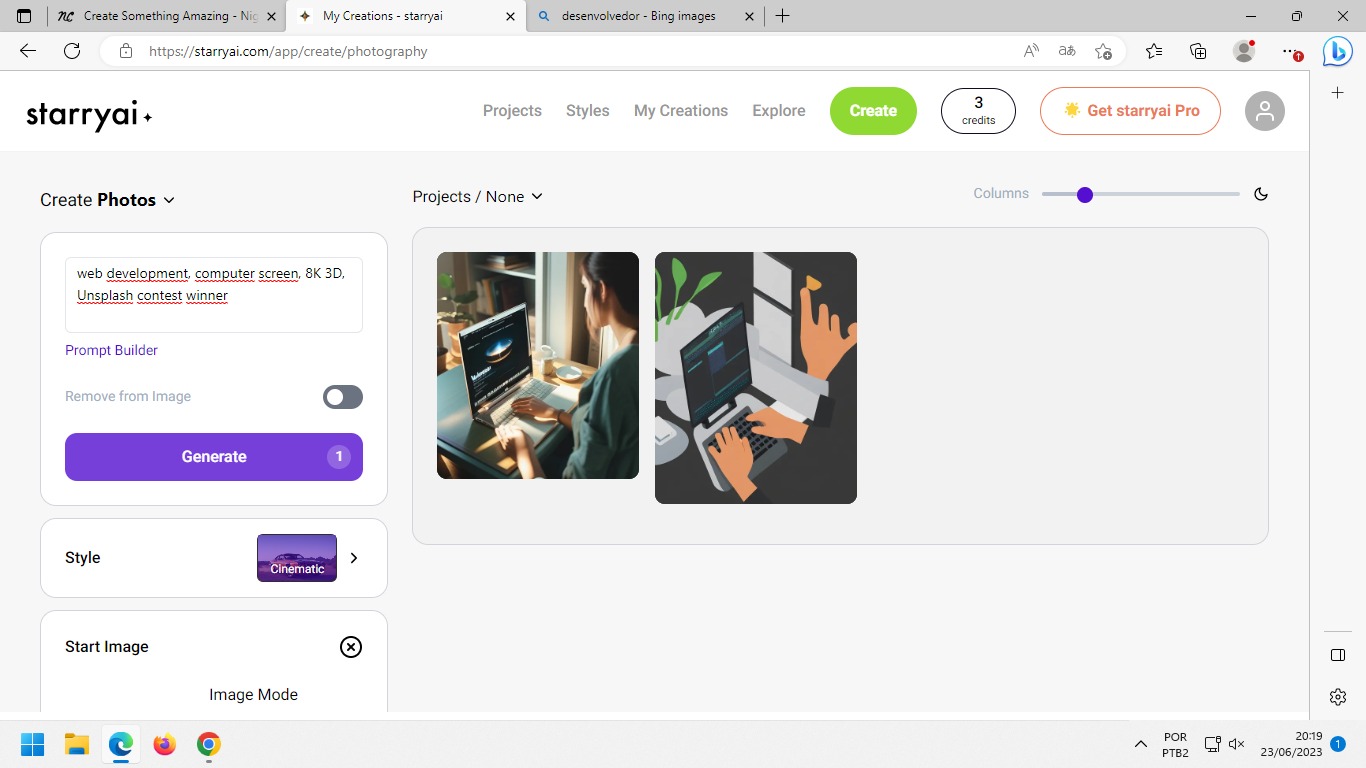 Create Something Amazing - Nig
My Creations - starryai
desenvolvedor - Bing images
https://starryai.com/app/create/photography
starryai
Projects
Styles
My Creations
Explore
Create
3
credits
Get starryai Pro
Create Photos
Projects / None
Columns
web development, computer screen, 8K 3D,
Unsplash contest winner
Prompt Builder
Remove from Image
Generate
1
Style
Cinematic
Start Image
Image Mode
POR
PTB2
20:19
23/06/2023
1